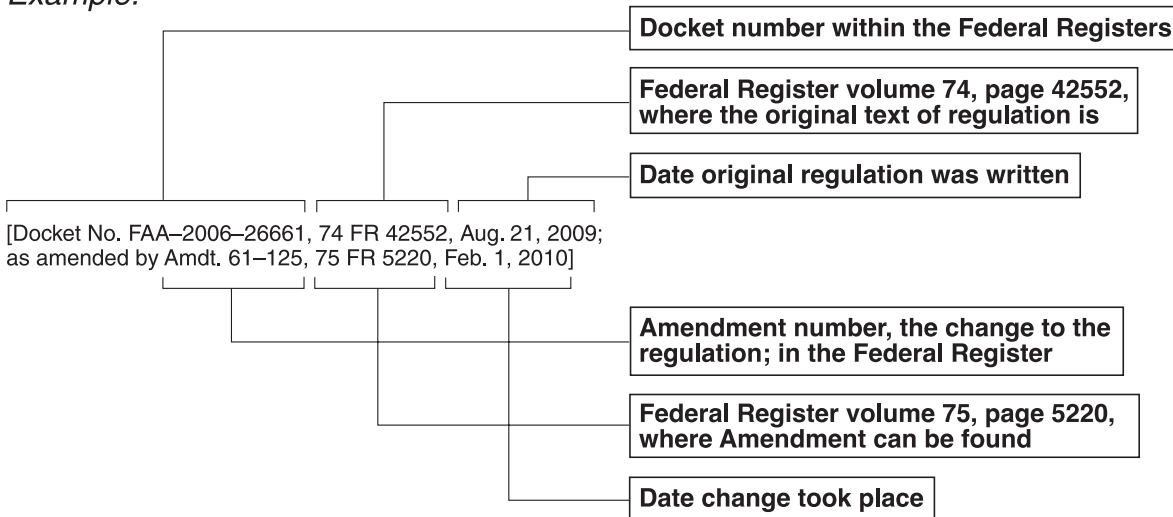 Example:
Docket number within the Federal Registers
Federal Register volume 74, page 42552,
where the original text of regulation is
Date original regulation was written
[Docket No. FAA–2006–26661, 74 FR 42552, Aug. 21, 2009;
as amended by Amdt. 61–125, 75 FR 5220, Feb. 1, 2010]
Amendment number, the change to the
regulation; in the Federal Register
Federal Register volume 75, page 5220,
where Amendment can be found
Date change took place